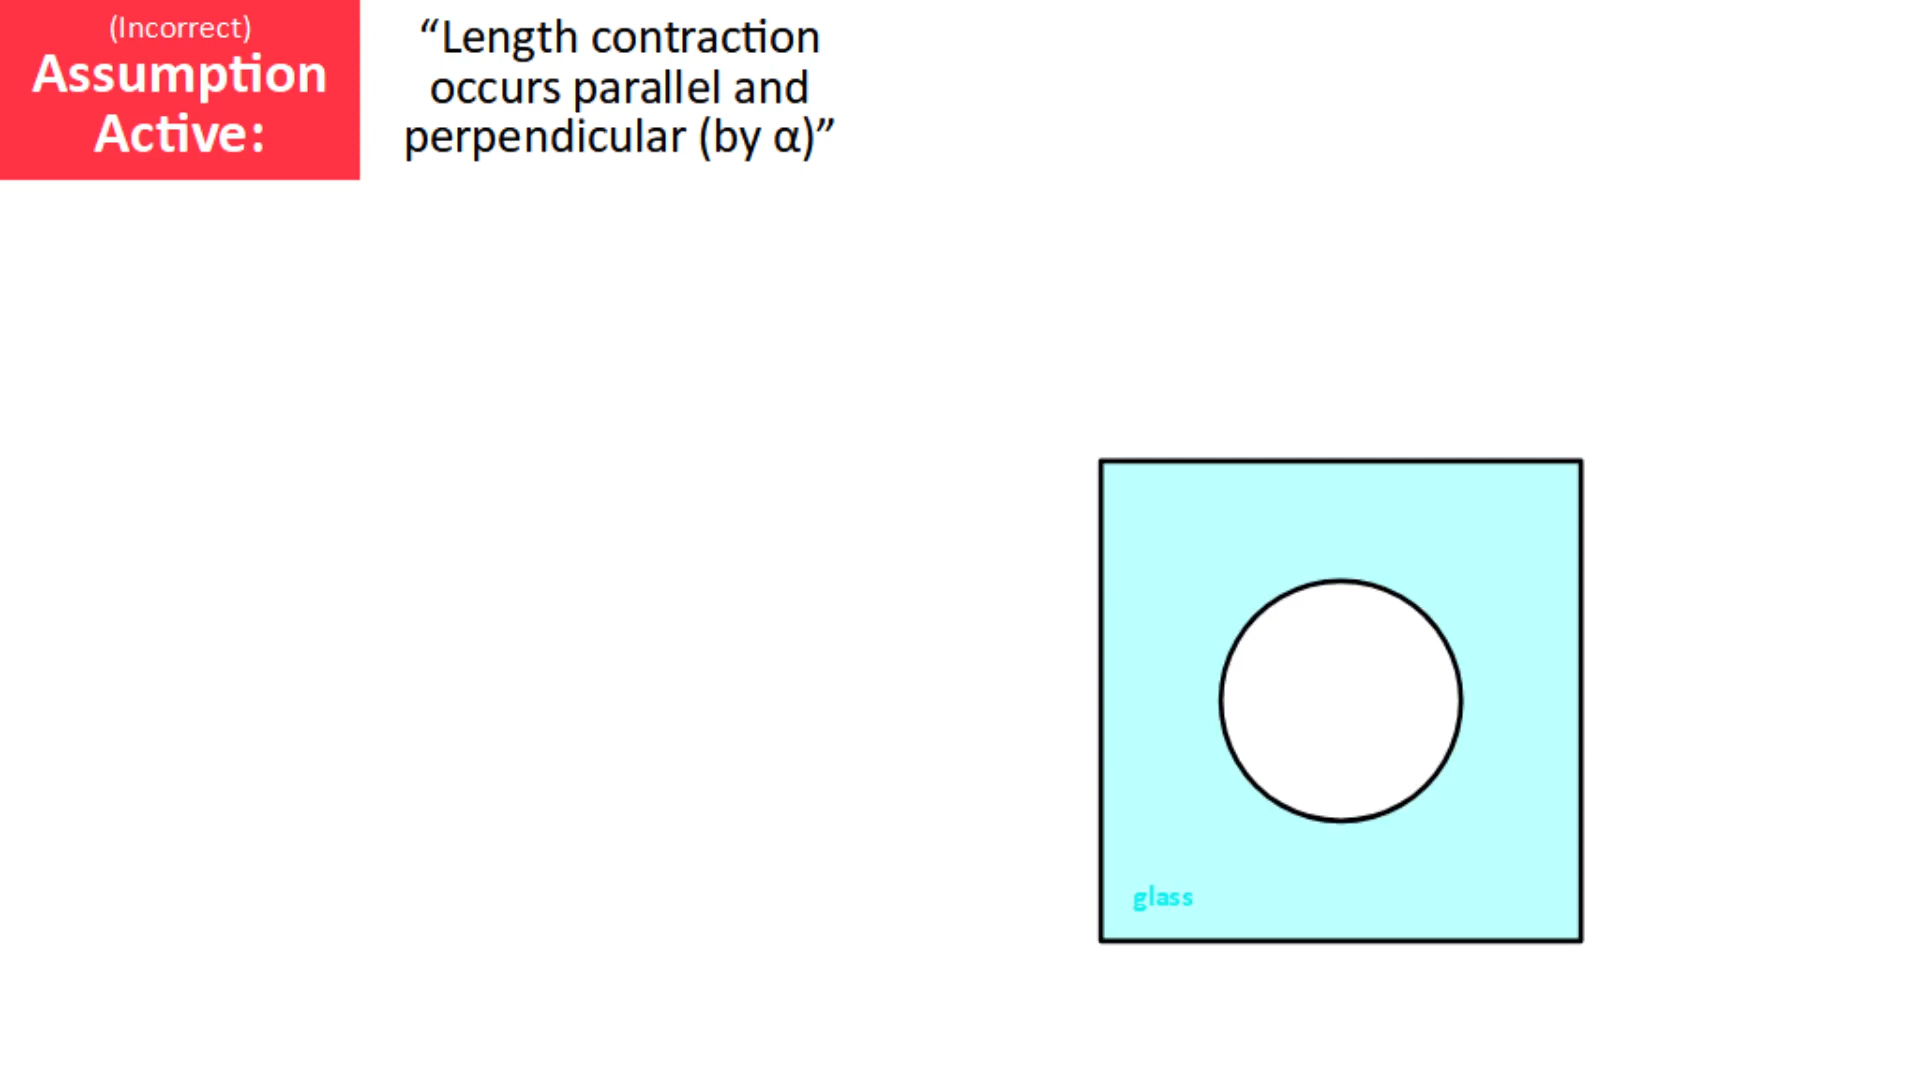 (Incorrect)
Assumption
Active:
“Length contraction
occurs parallel and
perpendicular (by α)”
glass